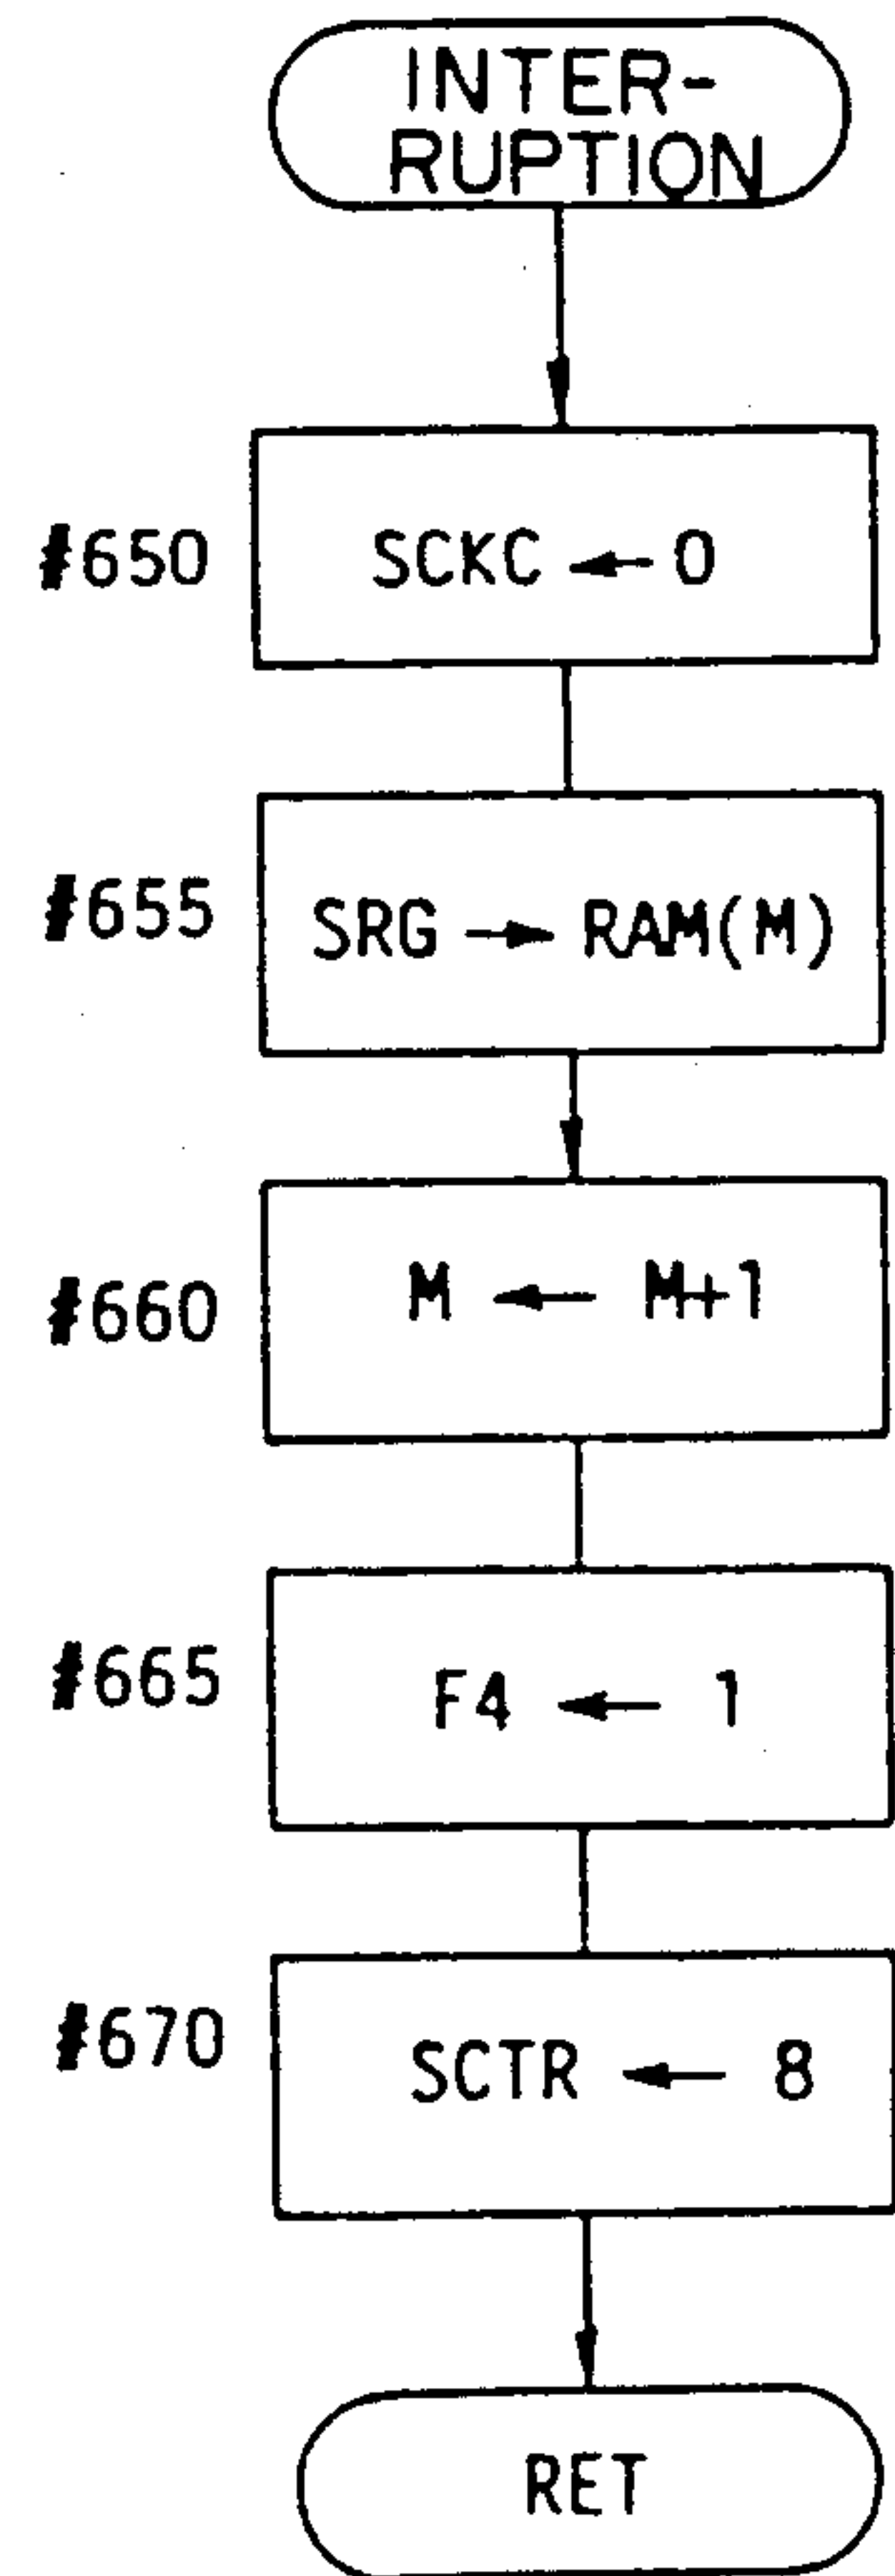 INTER-
RUPTION
#650 SCKC ← 0
#655 SRG → RAM(M)
#660 M ← M+1
#665 F4 ← 1
#670 SCTR ← 8
RET